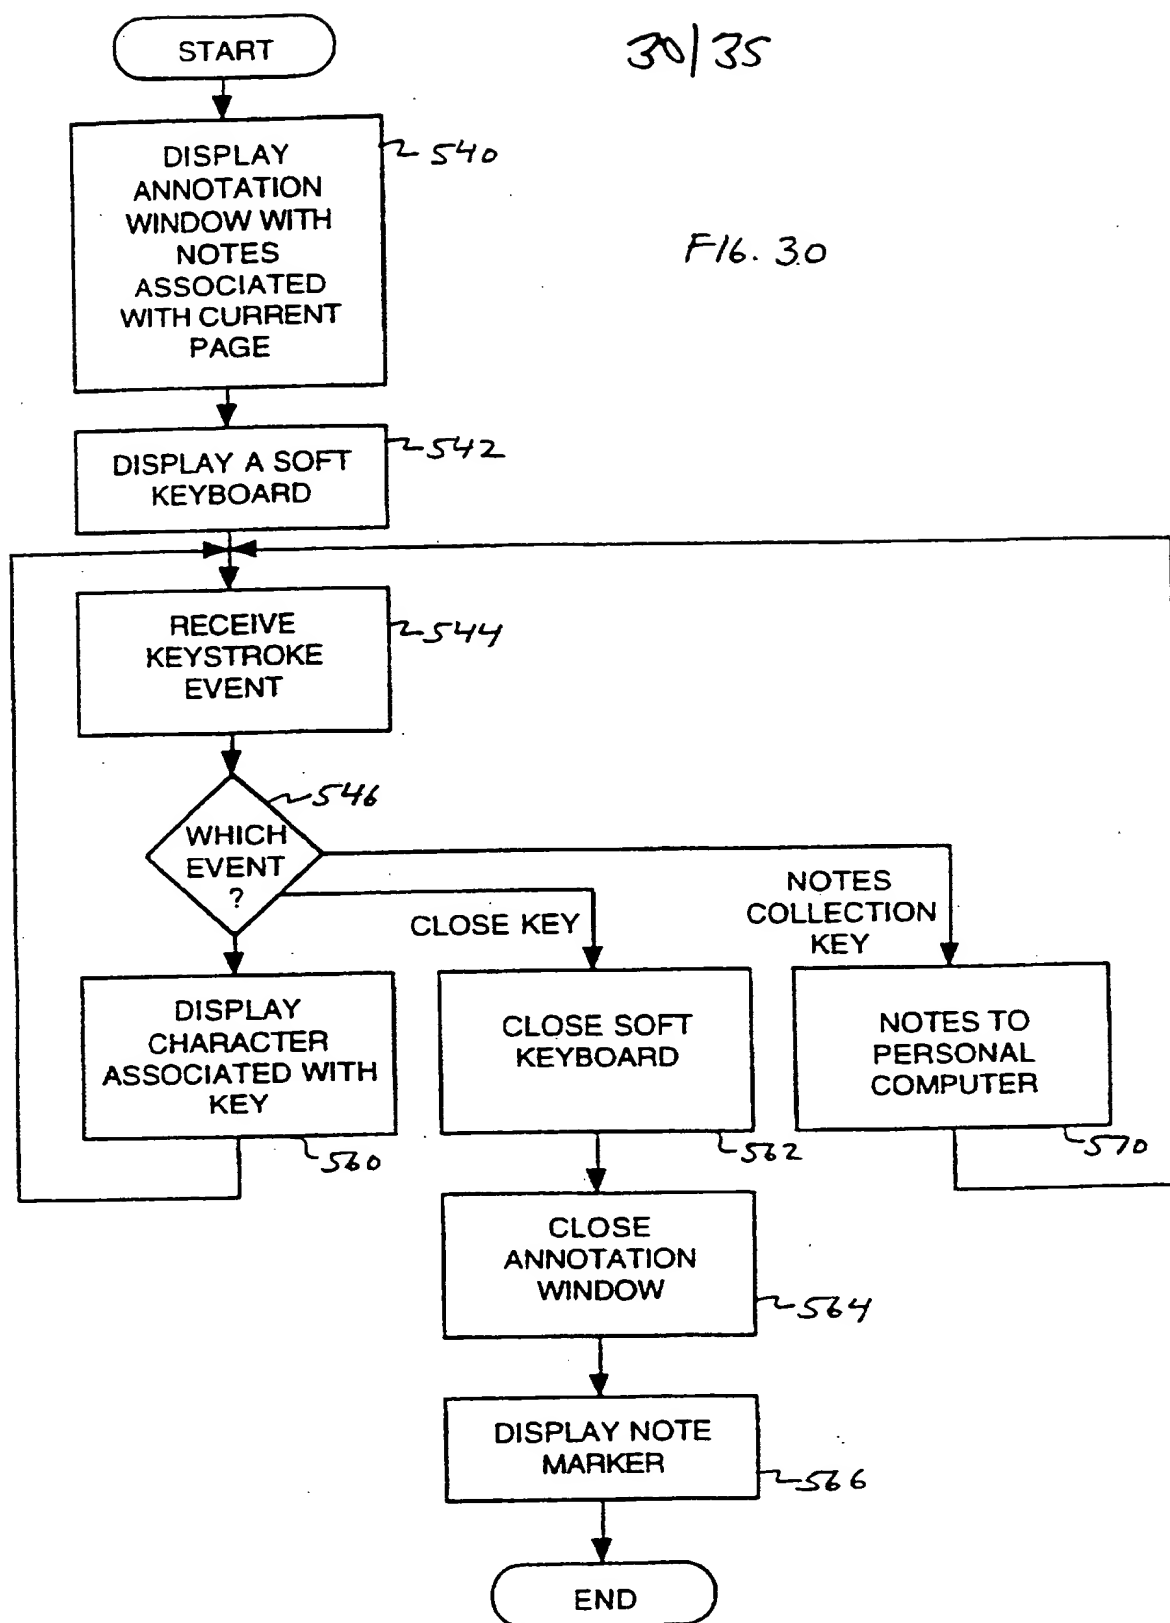 START
30/35
DISPLAY
ANNOTATION
WINDOW WITH
NOTES
ASSOCIATED
WITH CURRENT
PAGE
540
FIG. 30
DISPLAY A SOFT
KEYBOARD
542
RECEIVE
KEYSTROKE
EVENT
544
WHICH
EVENT
?
546
CLOSE KEY
NOTES
COLLECTION
KEY
DISPLAY
CHARACTER
ASSOCIATED WITH
KEY
560
CLOSE SOFT
KEYBOARD
562
NOTES TO
PERSONAL
COMPUTER
570
CLOSE
ANNOTATION
WINDOW
564
DISPLAY NOTE
MARKER
566
END